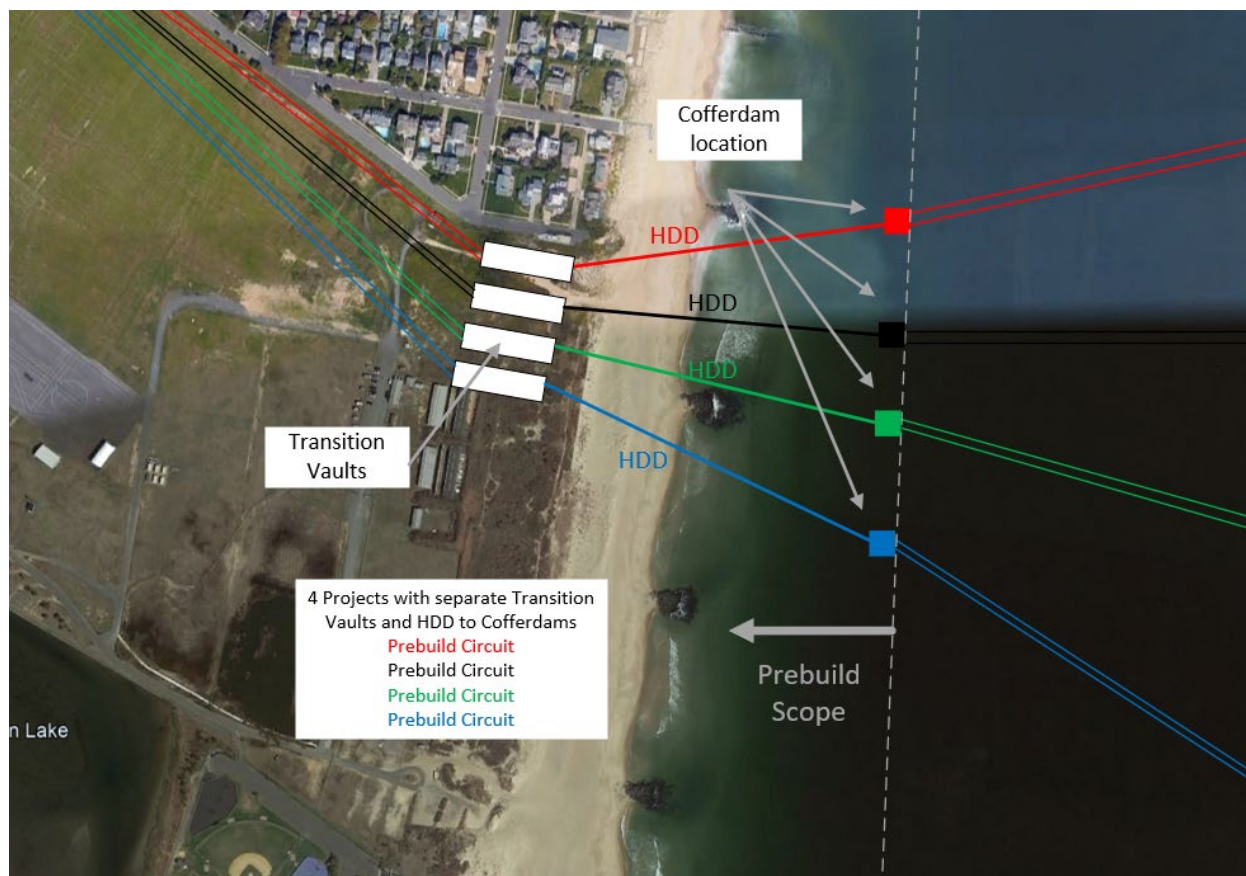 Cofferdam
location
HDD
HDD
HDD
HDD
Transition
Vaults
4 Projects with separate Transition
Vaults and HDD to Cofferdams
Prebuild Circuit
Prebuild Circuit
Prebuild Circuit
Prebuild Circuit
Prebuild
Scope
n Lake